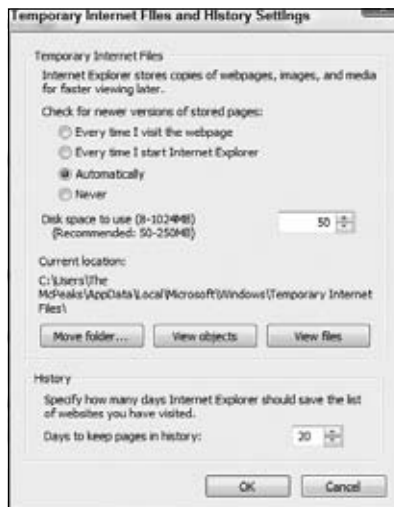 Temporary Internet Files and History Settings
Temporary Internet Files
Internet Explorer stores copies of webpages, images, and media
for faster viewing later.
Check for newer versions of stored pages:
Every time I visit the webpage
Every time I start Internet Explorer
Automatically
Never
Disk space to use (8-1024MB)
(Recommended: 50-250MB)
50
Current location:
C:\Users\The
McPeaks\AppData\Local\Microsoft\Windows\Temporary Internet
Files\
Move folder... View objects View files
History
Specify how many days Internet Explorer should save the list
of websites you have visited.
Days to keep pages in history: 20
OK Cancel